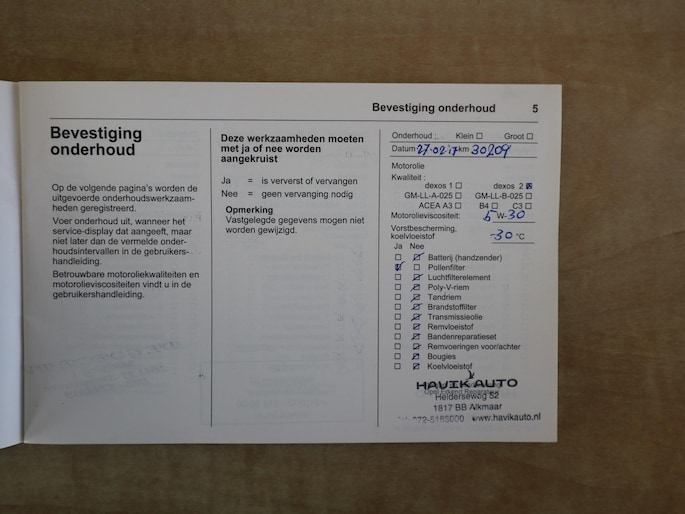 Bevestiging onderhoud 5
Bevestiging
onderhoud
Op de volgende pagina's worden de
uitgevoerde onderhoudswerkzaam-
heden geregistreerd.
Voer onderhoud uit, wanneer het
service-display dat aangeeft, maar
niet later dan de vermelde onder-
houdsintervallen in de gebruikers-
handleiding.
Betrouwbare motoroliekwaliteiten en
motorolieviscositeiten vindt u in de
gebruikershandleiding.
Deze werkzaamheden moeten
met ja of nee worden
aangekruist
Ja = is ververst of vervangen
Nee = geen vervanging nodig
Opmerking
Vastgelegde gegevens mogen niet
worden gewijzigd.
Onderhoud : Klein ☐ Groot ☐
Datum 27-02-17 km 30209
Motorolie
Kwaliteit :
dexos 1 ☐ dexos 2 ☒
GM-LL-A-025 ☐ GM-LL-B-025 ☐
ACEA A3 ☐ B4 ☐ C3 ☐
Motorolieviscositeit: 5 W-30
Vorstbescherming,
koelvloeistof -30 °C
Ja Nee
☐ ☑ Batterij (handzender)
☑ ☐ Pollenfilter
☐ ☑ Luchtfilterelement
☐ ☑ Poly-V-riem
☐ ☑ Tandriem
☐ ☑ Brandstoffilter
☐ ☑ Transmissieolie
☐ ☑ Remvloeistof
☐ ☑ Bandenreparatieset
☐ ☑ Remvoeringen voor/achter
☐ ☑ Bougies
☐ ☑ Koelvloeistof
HAVIK AUTO
Helderseweg 52
1817 BB Alkmaar
072-5185000 www.havikauto.nl